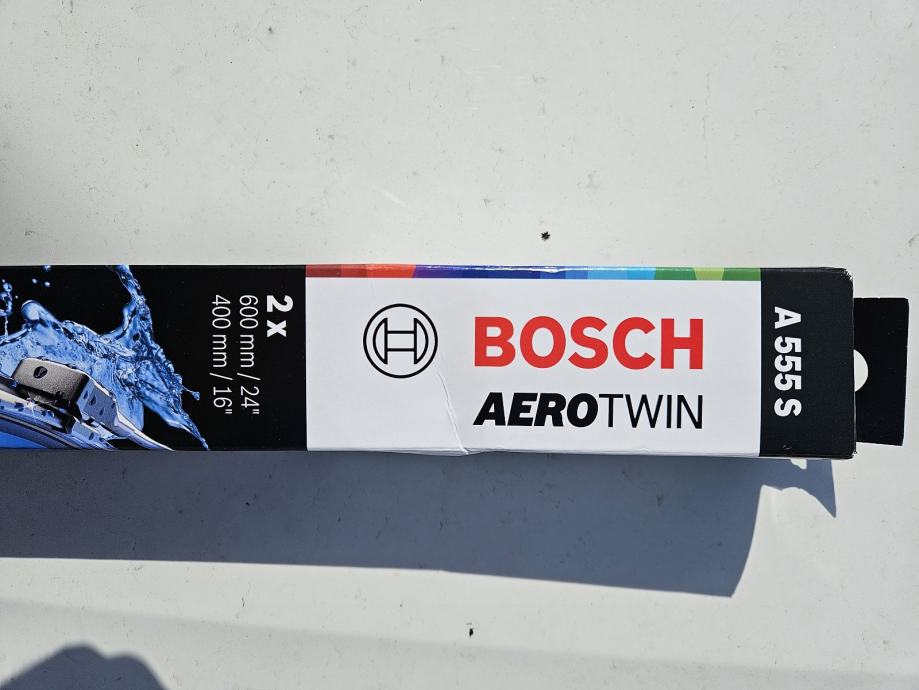 2 x
600 mm / 24"
400 mm / 16"
BOSCH
AEROTWIN
A 555 S